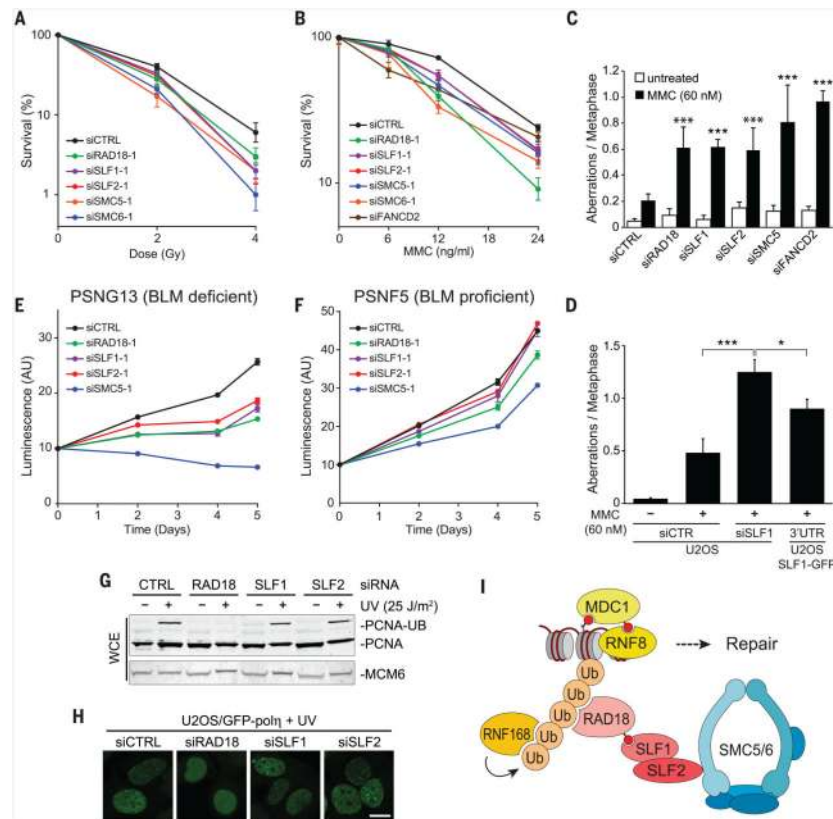 A
Survival (%)
100
10
1
siCTRL
siRAD18-1
siSLF1-1
siSLF2-1
siSMC5-1
siSMC6-1
0
2
4
Dose (Gy)
B
Survival (%)
100
10
siCTRL
siRAD18-1
siSLF1-1
siSLF2-1
siSMC5-1
siSMC6-1
siFANCD2
0
6
12
18
24
MMC (ng/ml)
C
Aberrations / Metaphase
untreated
MMC (60 nM)
1.2
0.9
0.6
0.3
0
*** *** *** *** ***
siCTRL
siRAD18
siSLF1
siSLF2
siSMC5
siFANCD2
E
PSNG13 (BLM deficient)
Luminescence (AU)
30
20
10
0
siCTRL
siRAD18-1
siSLF1-1
siSLF2-1
siSMC5-1
0
1
2
3
4
5
Time (Days)
F
PSNF5 (BLM proficient)
Luminescence (AU)
50
40
30
20
10
0
siCTRL
siRAD18-1
siSLF1-1
siSLF2-1
siSMC5-1
0
1
2
3
4
5
Time (Days)
D
Aberrations / Metaphase
1.5
1.0
0.5
0
*** *
MMC
(60 nM)
– + + +
siCTR siSLF1 3'UTR
U2OS U2OS
SLF1-GFP
G
CTRL RAD18 SLF1 SLF2 siRNA
– + – + – + – + UV (25 J/m²)
WCE
-PCNA-UB
-PCNA
-MCM6
H
U2OS/GFP-polη + UV
siCTRL siRAD18 siSLF1 siSLF2
I
MDC1
RNF8
Repair
Ub
Ub
Ub
Ub
Ub
RNF168
RAD18
SLF1
SLF2
SMC5/6